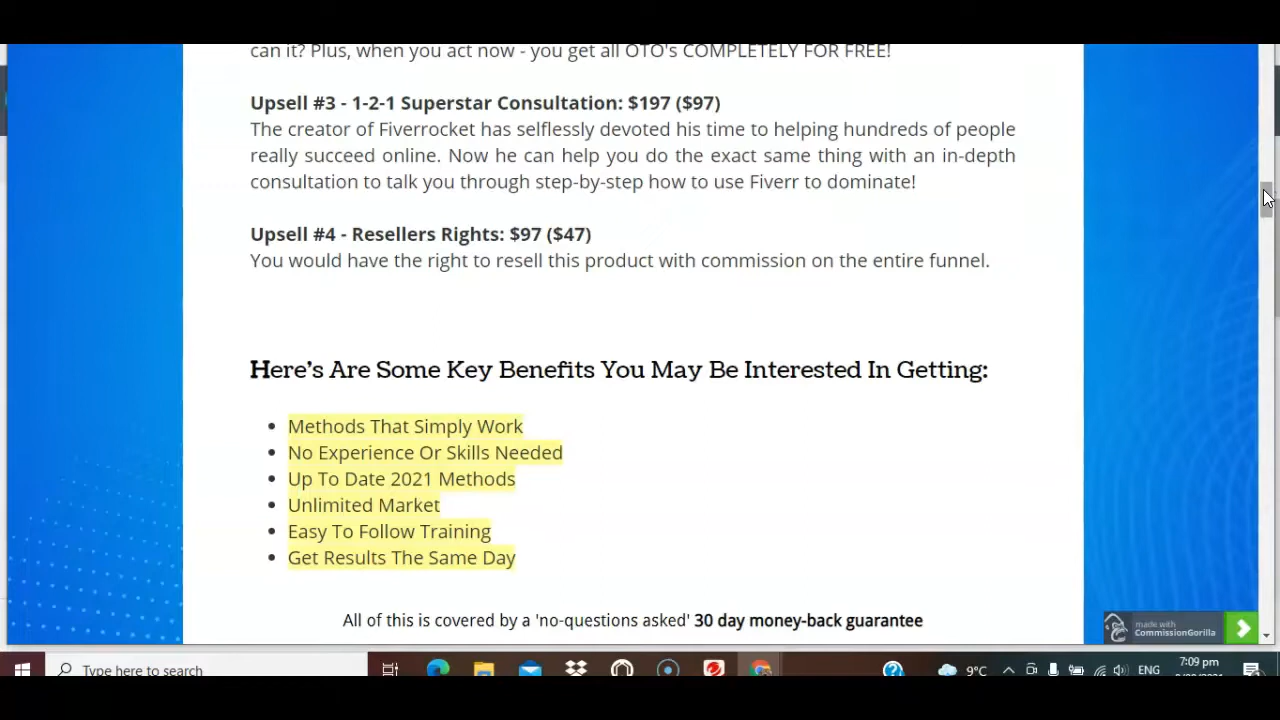 can it? Plus, when you act now - you get all OTO's COMPLETELY FOR FREE!
Upsell #3 - 1-2-1 Superstar Consultation: $197 ($97)
The creator of Fiverrocket has selflessly devoted his time to helping hundreds of people
really succeed online. Now he can help you do the exact same thing with an in-depth
consultation to talk you through step-by-step how to use Fiverr to dominate!
Upsell #4 - Resellers Rights: $97 ($47)
You would have the right to resell this product with commission on the entire funnel.
Here's Are Some Key Benefits You May Be Interested In Getting:
Methods That Simply Work
No Experience Or Skills Needed
Up To Date 2021 Methods
Unlimited Market
Easy To Follow Training
Get Results The Same Day
All of this is covered by a 'no-questions asked' 30 day money-back guarantee
made with
CommissionGorilla
Type here to search
9°C
ENG
7:09 pm